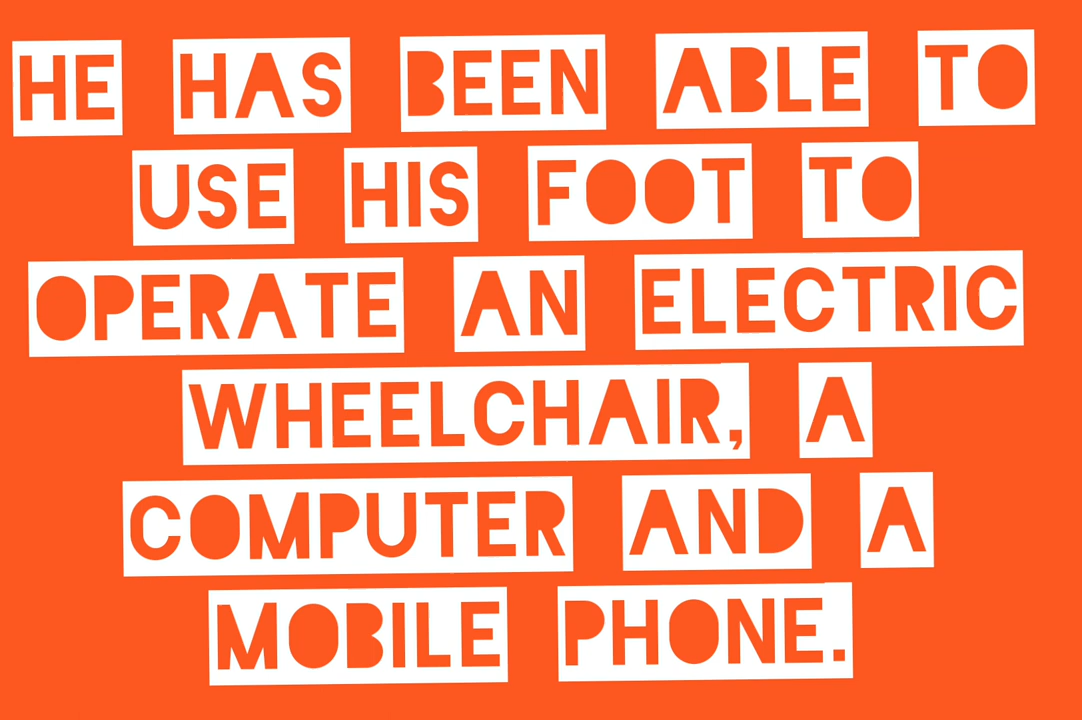 HE HAS BEEN ABLE TO
USE HIS FOOT TO
OPERATE AN ELECTRIC
WHEELCHAIR, A
COMPUTER AND A
MOBILE PHONE.